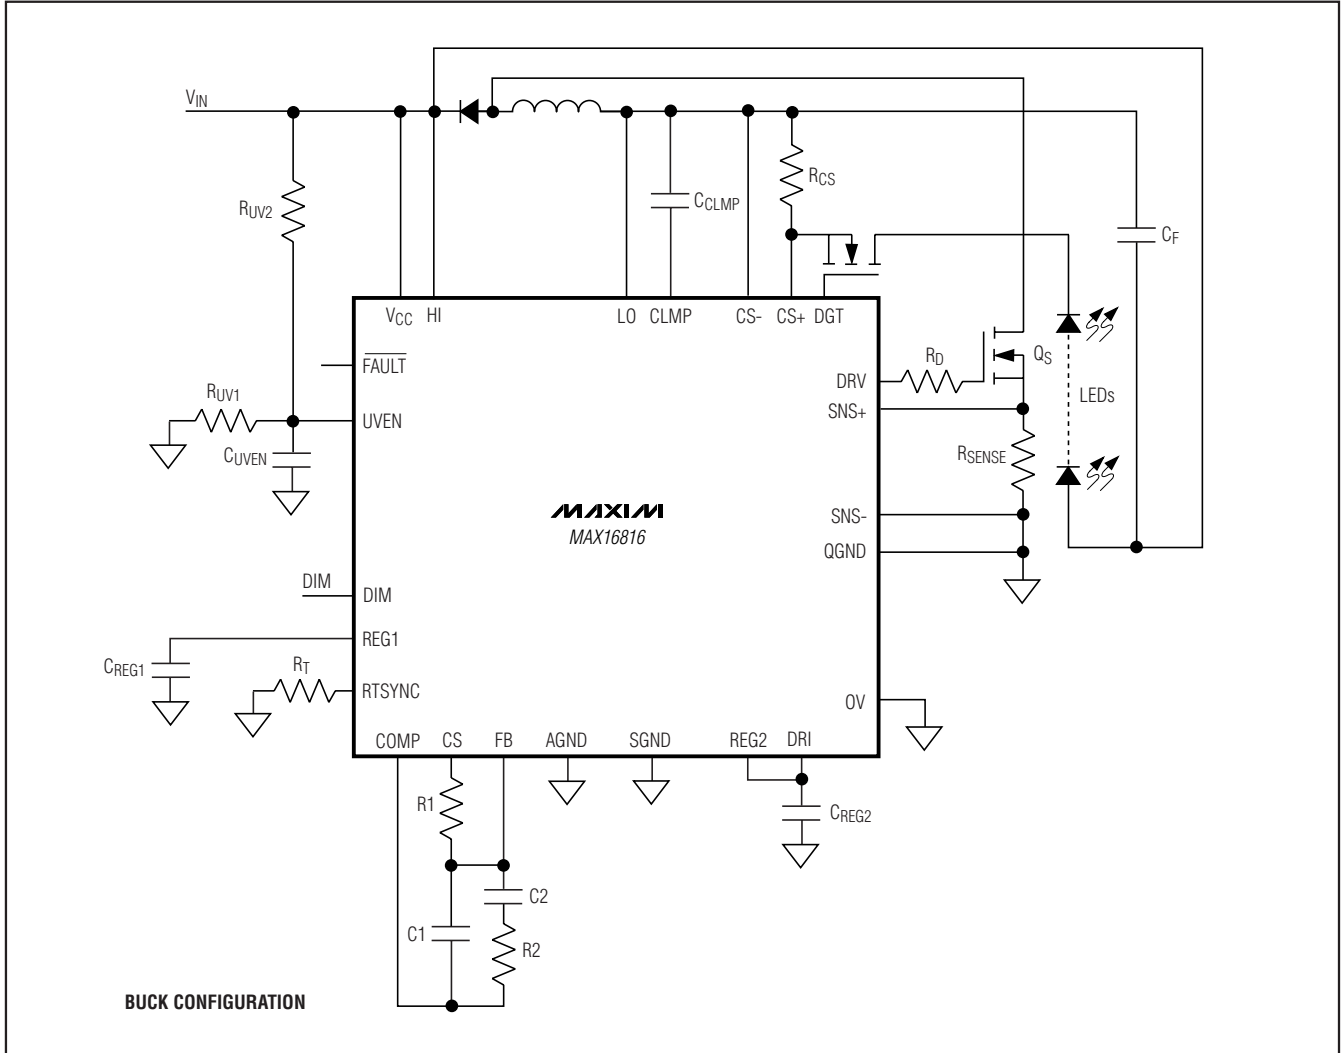 VIN
RUV2
RCS
CCLMP
CF
VCC HI LO CLMP CS- CS+ DGT
FAULT
RUV1
UVEN
CUVEN
DRV
RD
QS
SNS+
LEDs
RSENSE
MAXIM
MAX16816
SNS-
QGND
DIM
DIM
REG1
CREG1
RT
RTSYNC
OV
COMP CS FB AGND SGND REG2 DRI
R1
CREG2
C2
C1
R2
BUCK CONFIGURATION